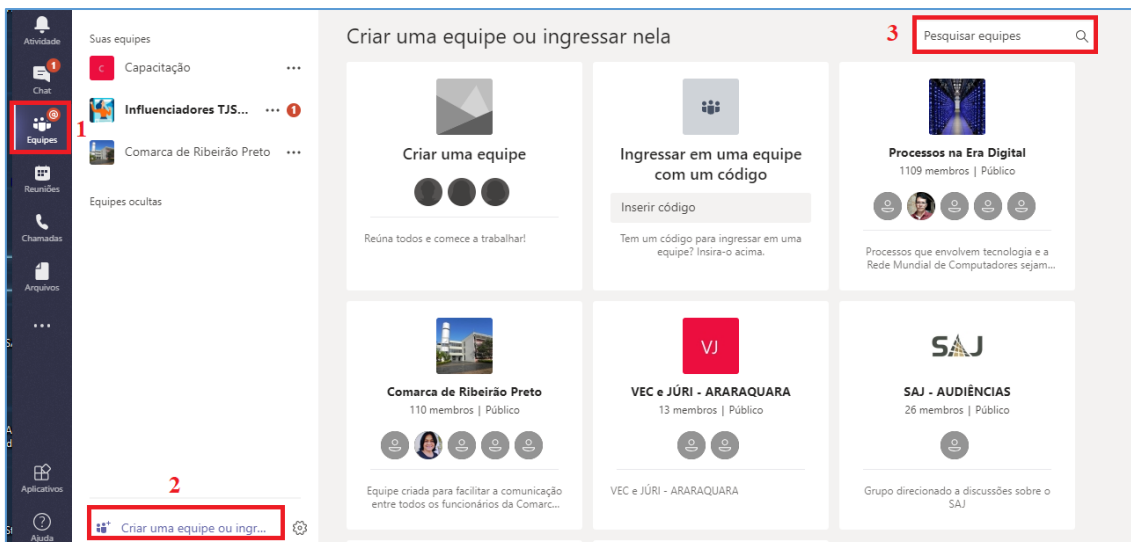 Atividade
Chat
1
Equipes
1
Reuniões
Chamadas
Arquivos
...
Aplicativos
Ajuda
Suas equipes
C Capacitação ...
Influenciadores TJS... ... 1
Comarca de Ribeirão Preto ...
Equipes ocultas
2
Criar uma equipe ou ingr...
Criar uma equipe ou ingressar nela
3
Pesquisar equipes
Criar uma equipe
Reúna todos e comece a trabalhar!
Ingressar em uma equipe
com um código
Inserir código
Tem um código para ingressar em uma
equipe? Insira-o acima.
Processos na Era Digital
1109 membros | Público
Processos que envolvem tecnologia e a
Rede Mundial de Computadores sejam...
Comarca de Ribeirão Preto
110 membros | Público
Equipe criada para facilitar a comunicação
entre todos os funcionários da Comarc...
VJ
VEC e JÚRI - ARARAQUARA
13 membros | Público
VEC e JÚRI - ARARAQUARA
SAJ
SAJ - AUDIÊNCIAS
26 membros | Público
Grupo direcionado a discussões sobre o
SAJ